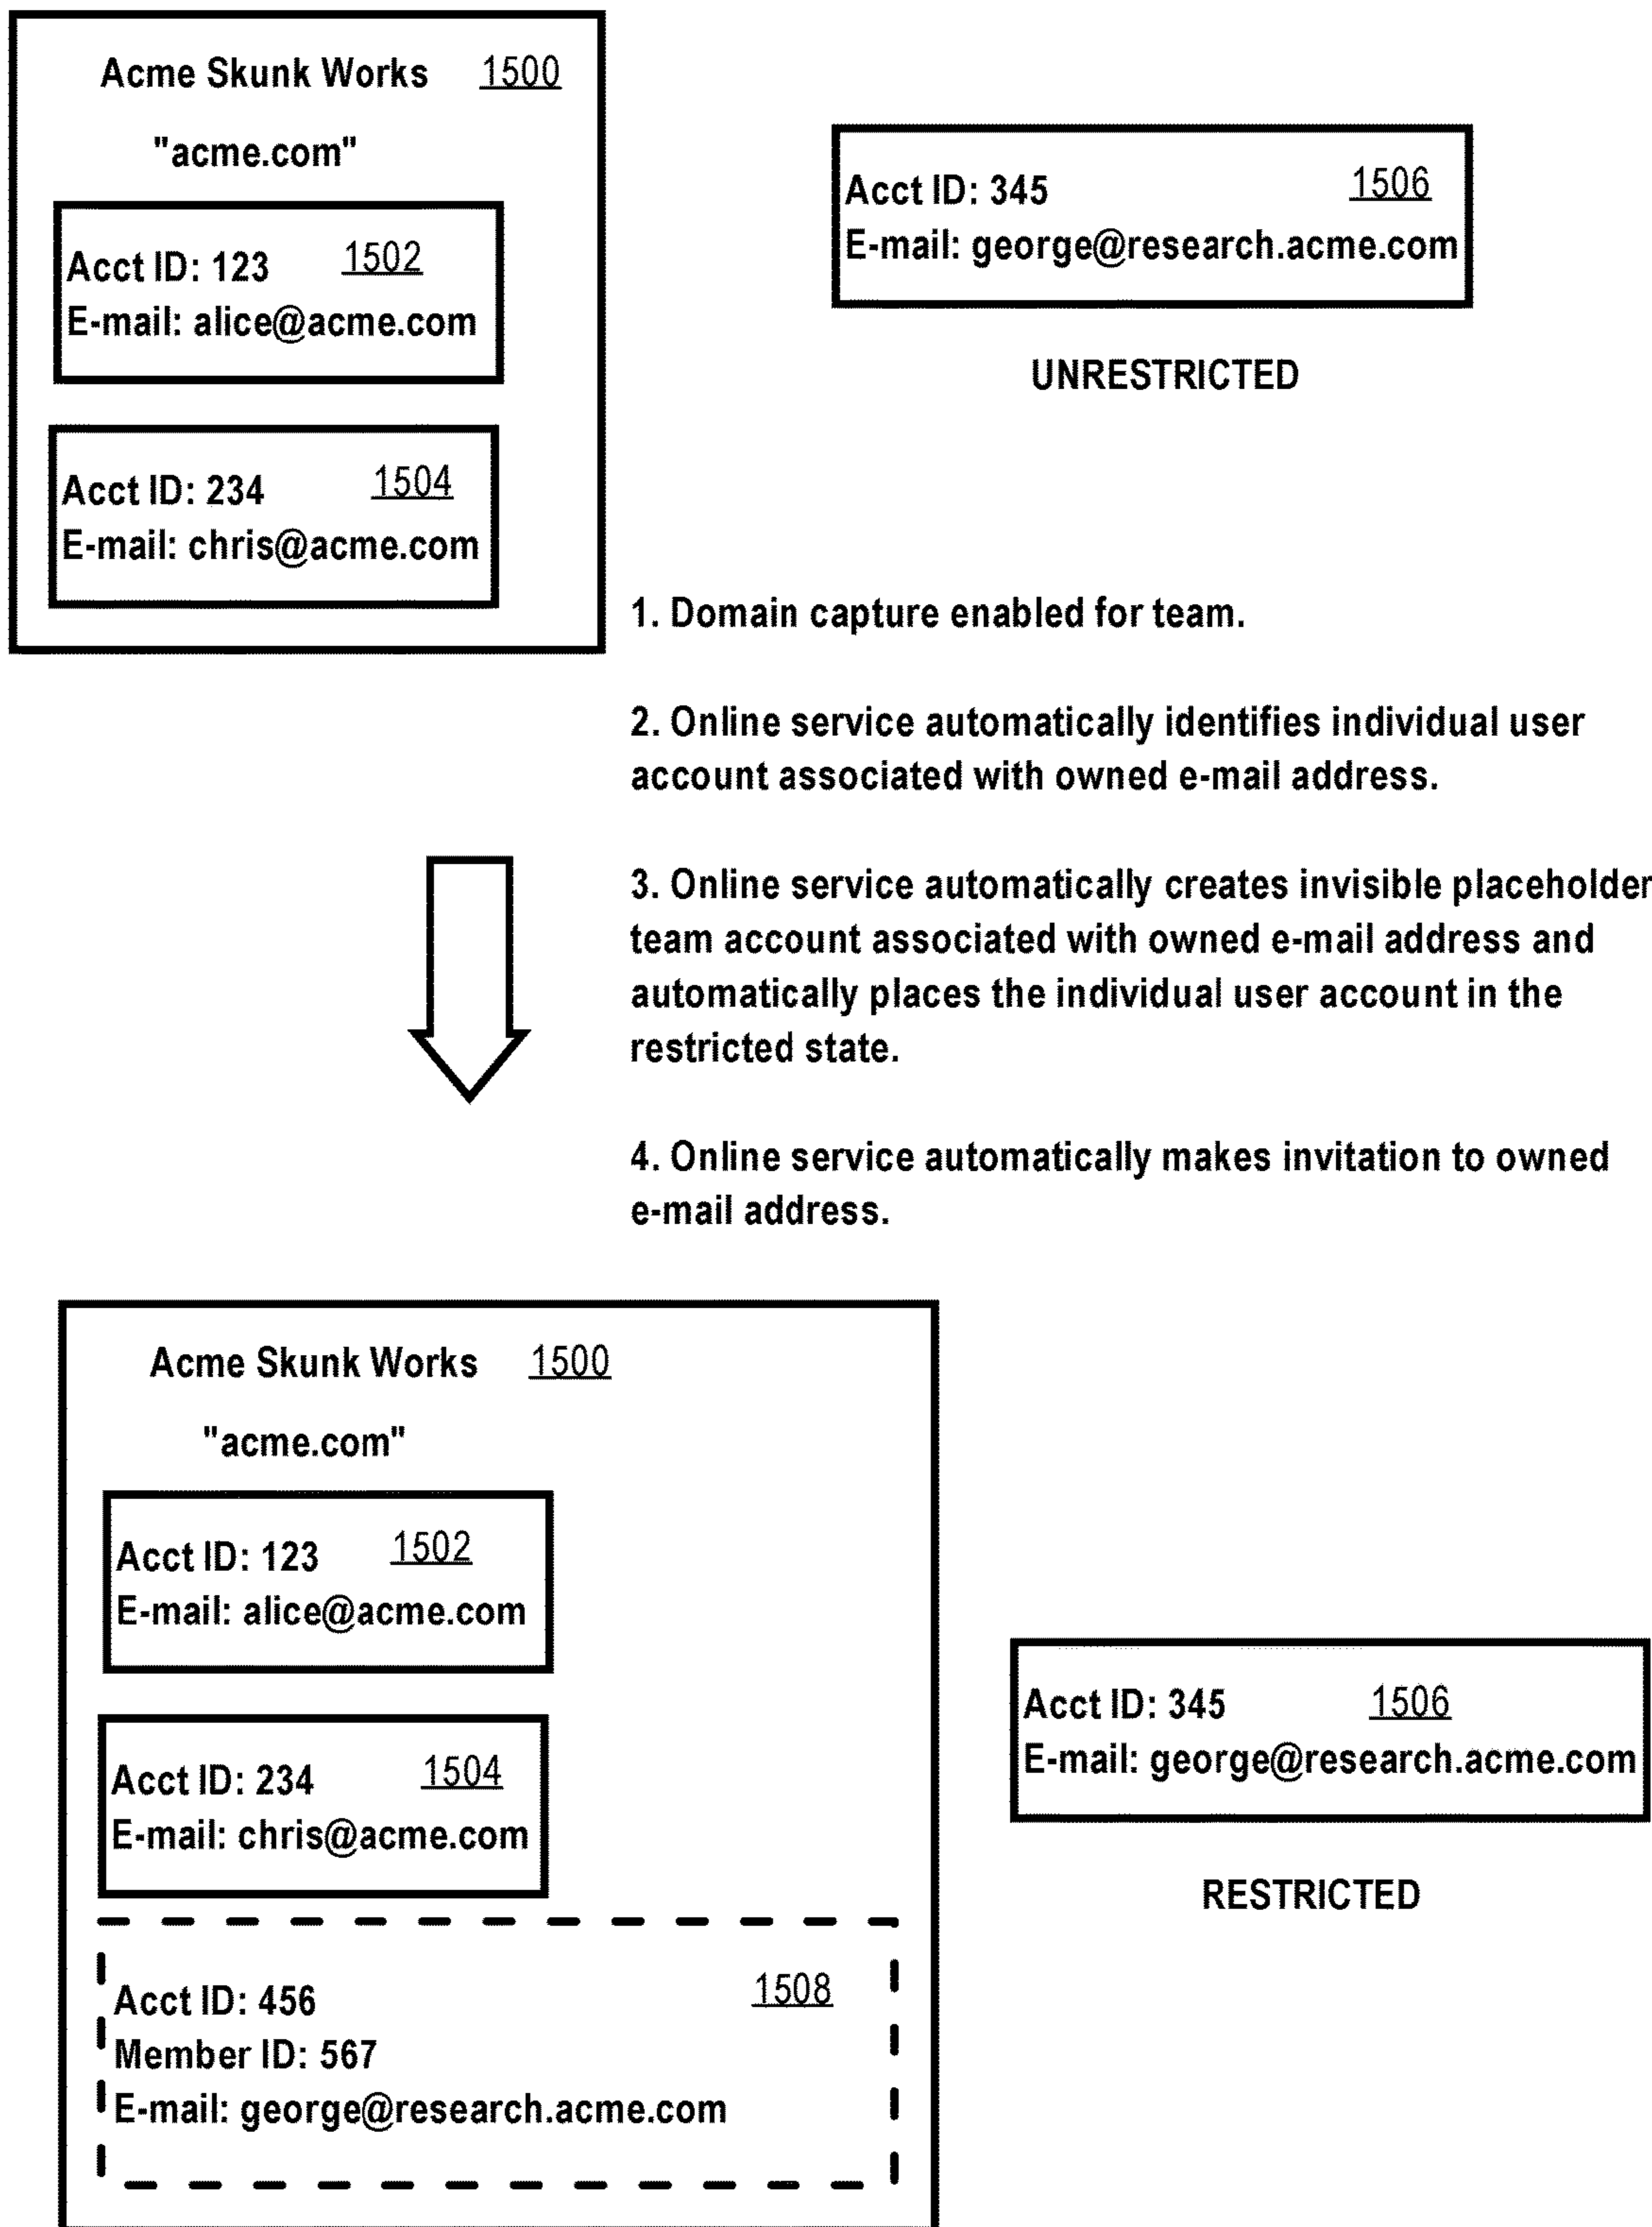 Acme Skunk Works 1500
"acme.com"
Acct ID: 123 1502
E-mail: alice@acme.com
Acct ID: 234 1504
E-mail: chris@acme.com
Acct ID: 345 1506
E-mail: george@research.acme.com
UNRESTRICTED
1. Domain capture enabled for team.
2. Online service automatically identifies individual user
account associated with owned e-mail address.
3. Online service automatically creates invisible placeholder
team account associated with owned e-mail address and
automatically places the individual user account in the
restricted state.
4. Online service automatically makes invitation to owned
e-mail address.
Acme Skunk Works 1500
"acme.com"
Acct ID: 123 1502
E-mail: alice@acme.com
Acct ID: 234 1504
E-mail: chris@acme.com
Acct ID: 456 1508
Member ID: 567
E-mail: george@research.acme.com
Acct ID: 345 1506
E-mail: george@research.acme.com
RESTRICTED